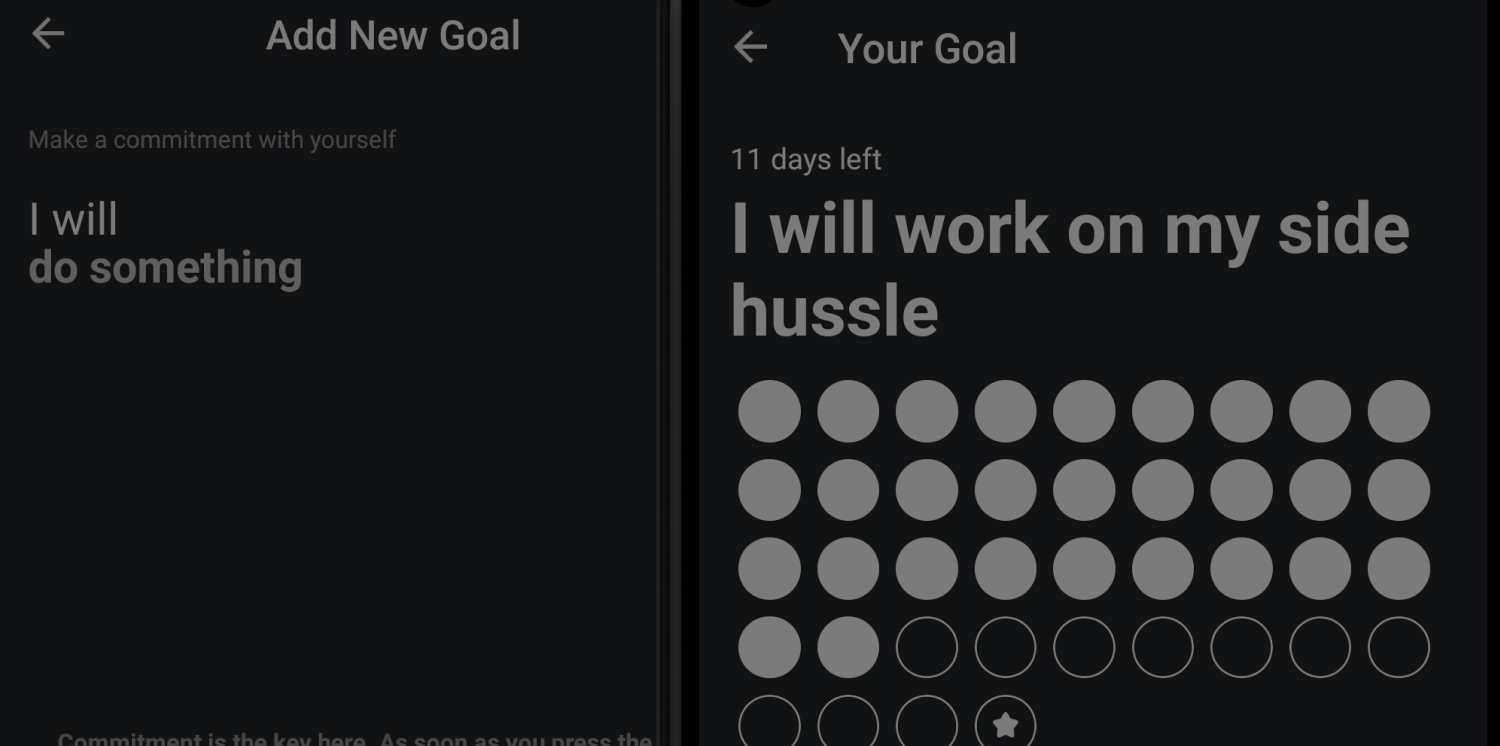 Add New Goal
Make a commitment with yourself
I will
do something
Commitment is the key here. As soon as you press the
Your Goal
11 days left
I will work on my side
hussle